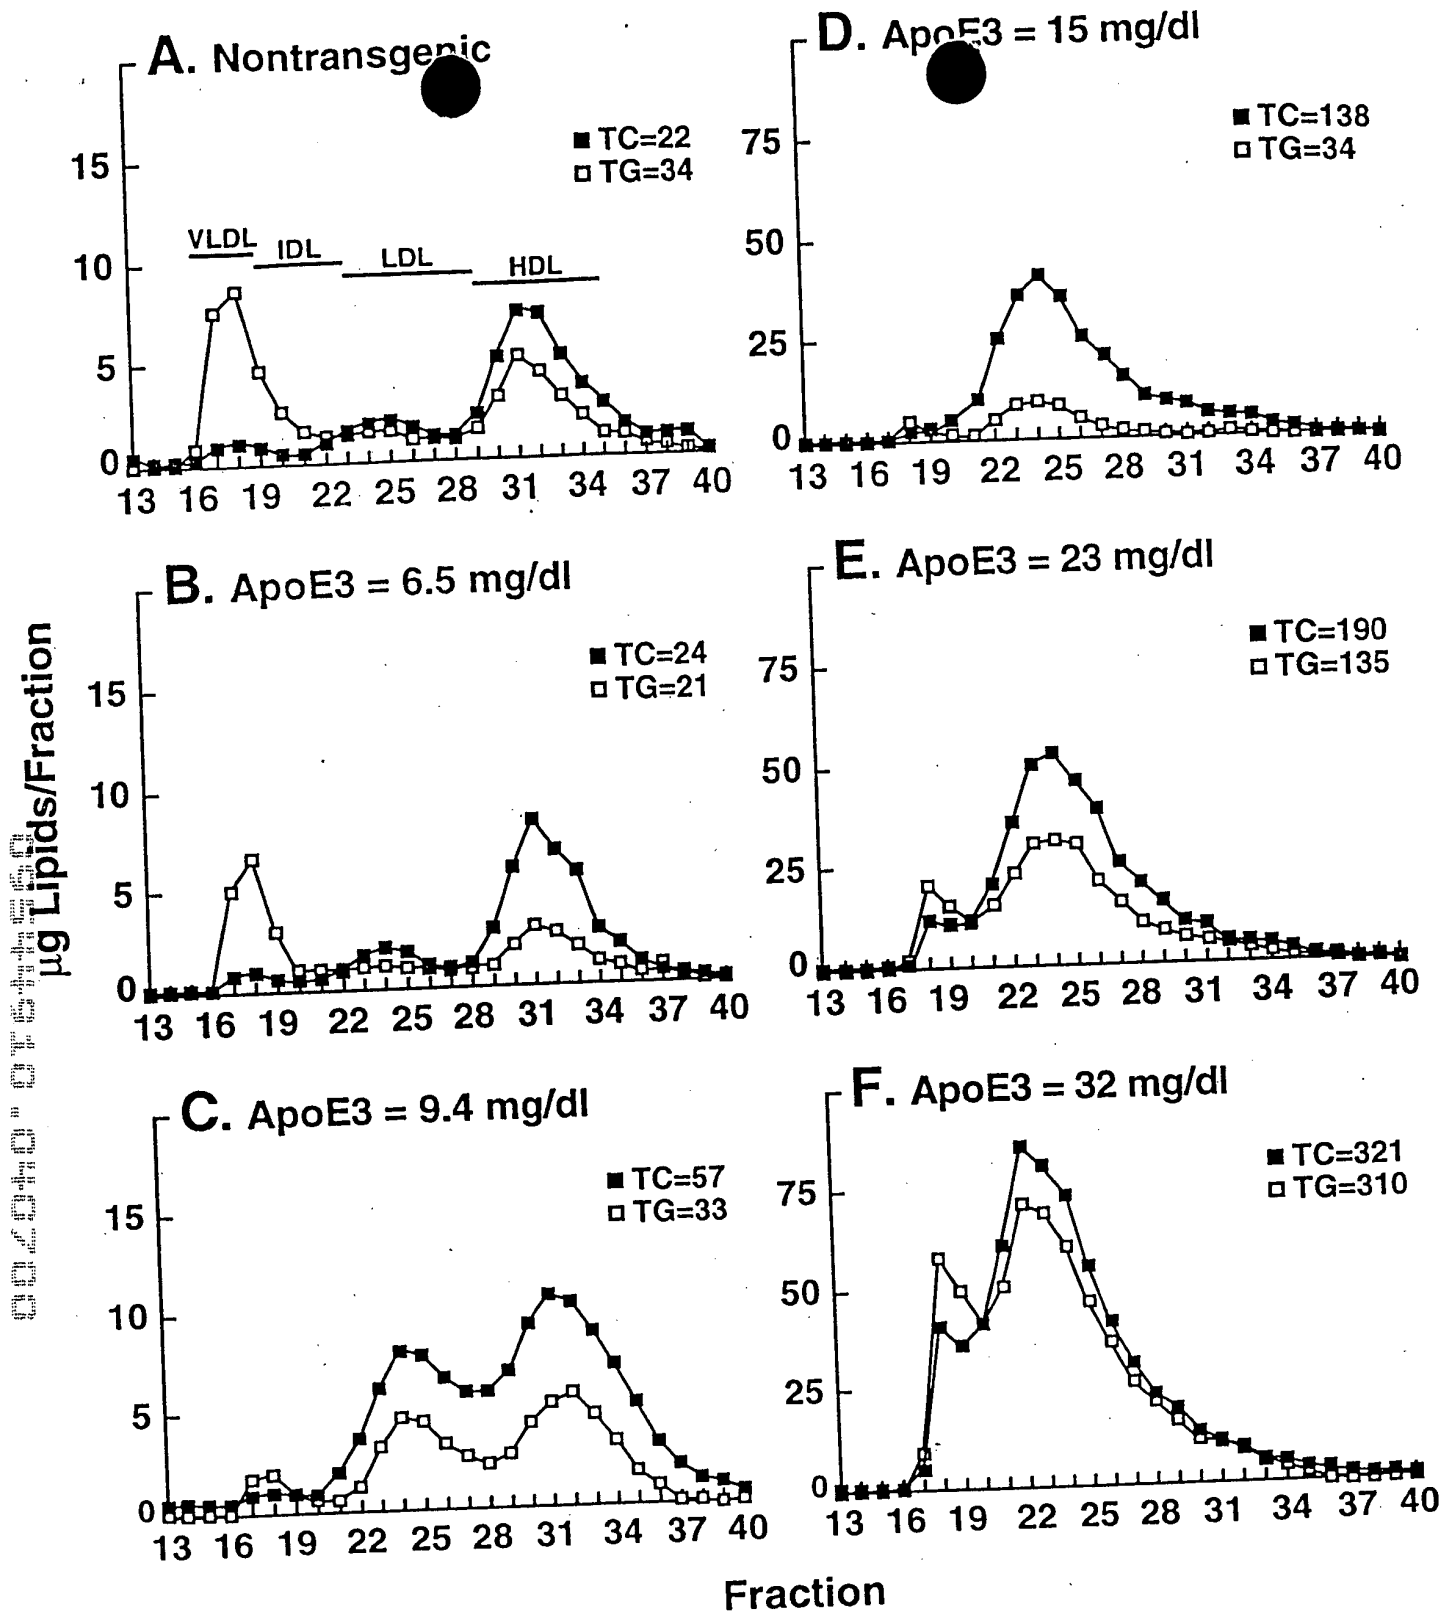 A. Nontransgenic
TC=22
TG=34
15
10
5
0
VLDL
IDL
LDL
HDL
13 16 19 22 25 28 31 34 37 40
B. ApoE3 = 6.5 mg/dl
TC=24
TG=21
15
10
5
0
13 16 19 22 25 28 31 34 37 40
C. ApoE3 = 9.4 mg/dl
TC=57
TG=33
15
10
5
0
13 16 19 22 25 28 31 34 37 40
D. ApoE3 = 15 mg/dl
TC=138
TG=34
75
50
25
0
13 16 19 22 25 28 31 34 37 40
E. ApoE3 = 23 mg/dl
TC=190
TG=135
75
50
25
0
13 16 19 22 25 28 31 34 37 40
F. ApoE3 = 32 mg/dl
TC=321
TG=310
75
50
25
0
13 16 19 22 25 28 31 34 37 40
µg Lipids/Fraction
Fraction